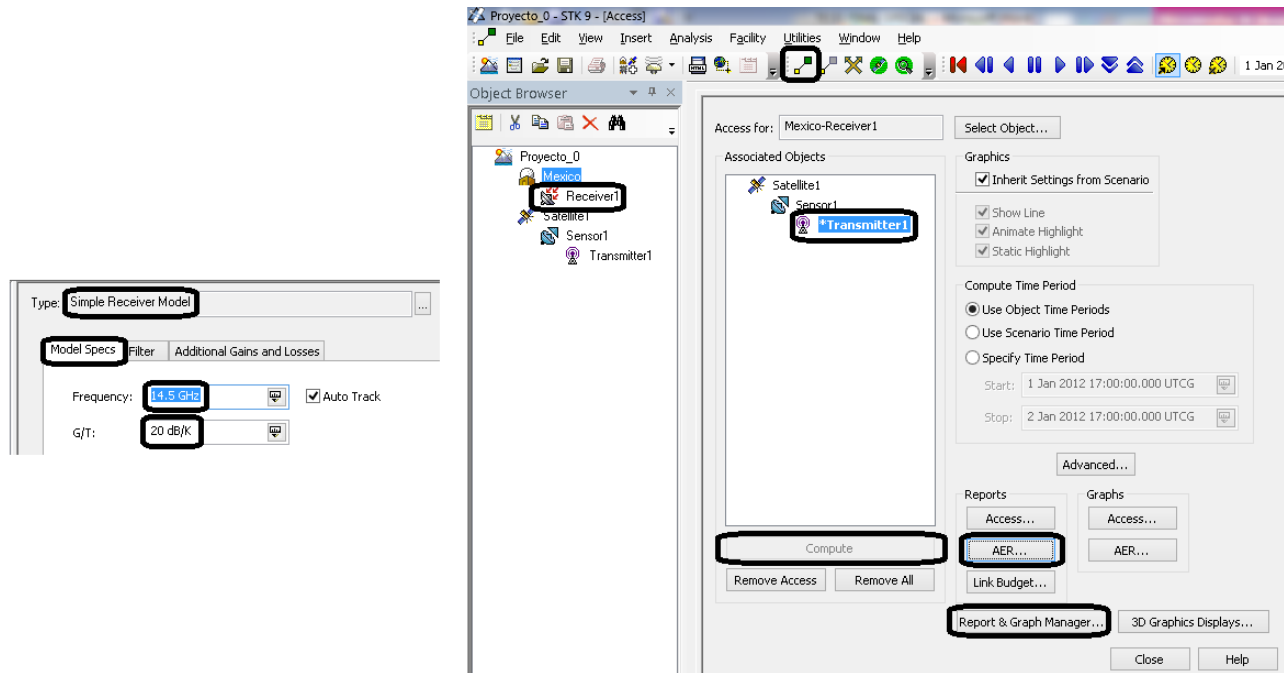 Type: Simple Receiver Model ...
Model Specs Filter Additional Gains and Losses
Frequency: 14.5 GHz Auto Track
G/T: 20 dB/K
Proyecto_0 - STK 9 - [Access]
File Edit View Insert Analysis Facility Utilities Window Help
1 Jan 2
Object Browser
Proyecto_0
Mexico
Receiver1
Satellite1
Sensor1
Transmitter1
Access for: Mexico-Receiver1 Select Object...
Associated Objects
Satellite1
Sensor1
*Transmitter1
Graphics
Inherit Settings from Scenario
Show Line
Animate Highlight
Static Highlight
Compute Time Period
Use Object Time Periods
Use Scenario Time Period
Specify Time Period
Start: 1 Jan 2012 17:00:00.000 UTCG
Stop: 2 Jan 2012 17:00:00.000 UTCG
Advanced...
Reports Graphs
Access... Access...
Compute AER... AER...
Remove Access Remove All Link Budget...
Report & Graph Manager... 3D Graphics Displays...
Close Help